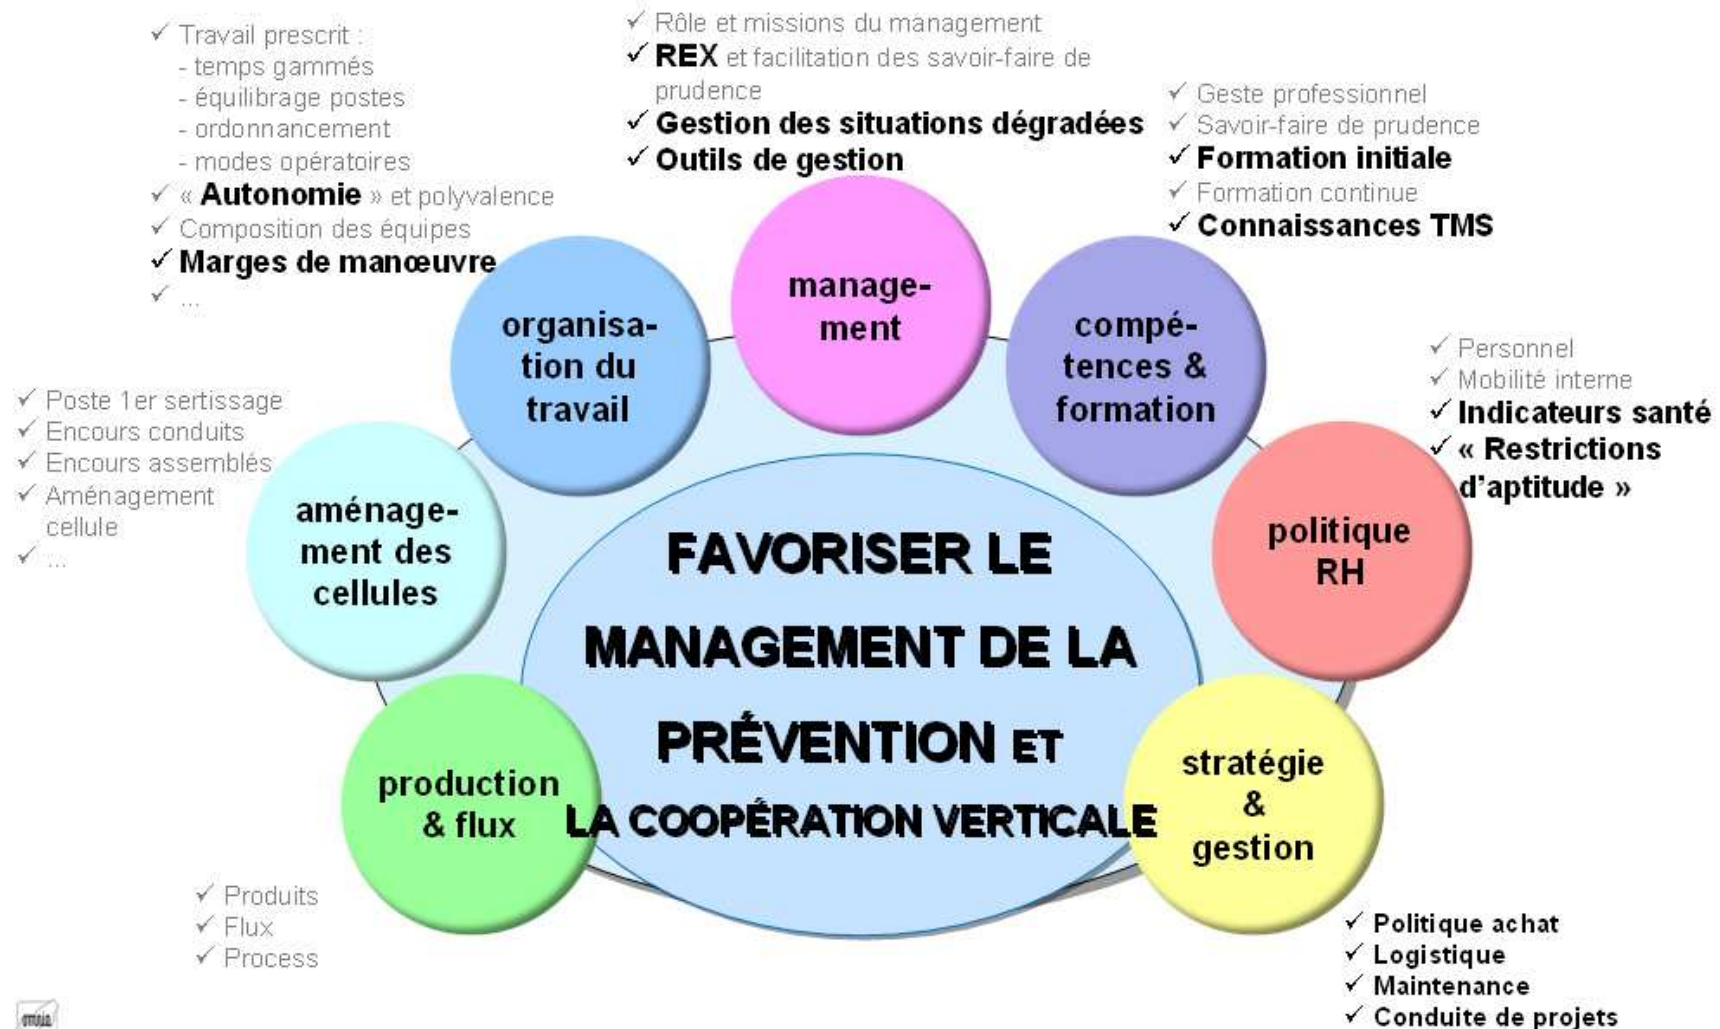 ✓ Travail prescrit :
- temps gammés
- équilibrage postes
- ordonnancement
- modes opératoires
✓ « Autonomie » et polyvalence
✓ Composition des équipes
✓ Marges de manœuvre
✓ ...
✓ Rôle et missions du management
✓ REX et facilitation des savoir-faire de
prudence
✓ Gestion des situations dégradées
✓ Outils de gestion
✓ Geste professionnel
✓ Savoir-faire de prudence
✓ Formation initiale
✓ Formation continue
✓ Connaissances TMS
✓ Personnel
✓ Mobilité interne
✓ Indicateurs santé
✓ « Restrictions
d'aptitude »
✓ Poste 1er sertissage
✓ Encours conduits
✓ Encours assemblés
✓ Aménagement
cellule
✓ ...
organisa-
tion du
travail
manage-
ment
compé-
tences &
formation
aménage-
ment des
cellules
politique
RH
production
& flux
stratégie
&
gestion
FAVORISER LE
MANAGEMENT DE LA
PRÉVENTION ET
LA COOPÉRATION VERTICALE
✓ Produits
✓ Flux
✓ Process
✓ Politique achat
✓ Logistique
✓ Maintenance
✓ Conduite de projets
omnia